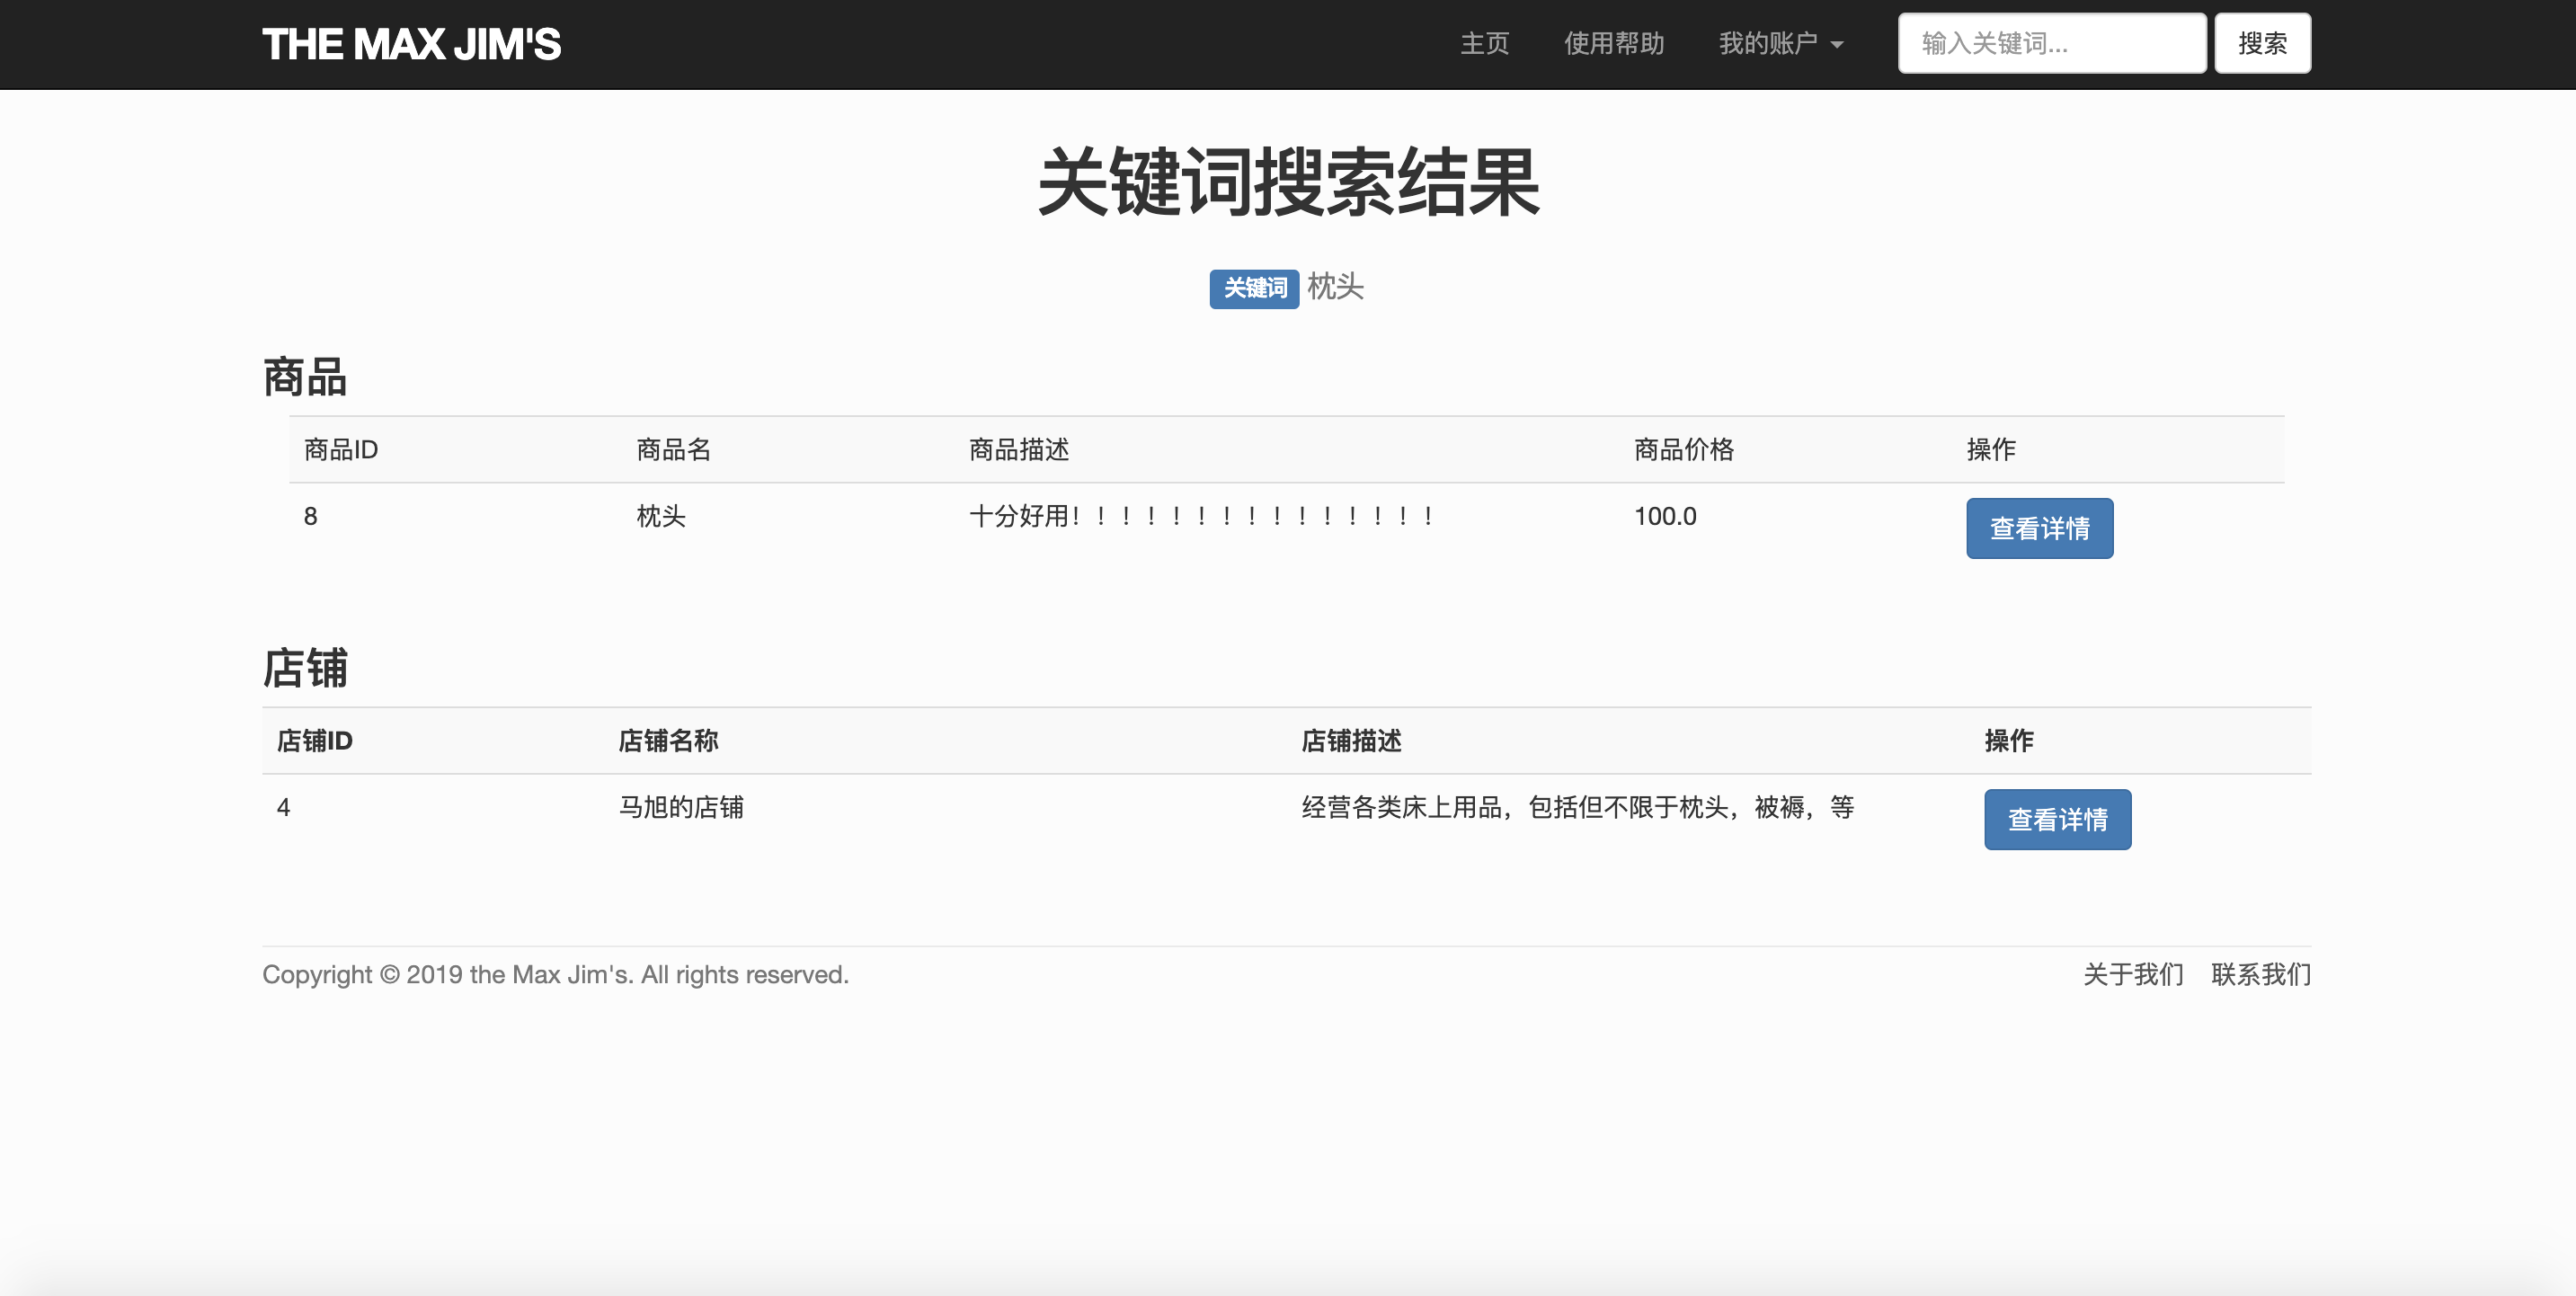 THE MAX JIM'S 主页 使用帮助 我的账户 输入关键词... 搜索
关键词搜索结果
关键词 枕头
商品
商品ID 商品名 商品描述 商品价格 操作
8 枕头 十分好用！！！！！！！！！！！！！！！ 100.0 查看详情
店铺
店铺ID 店铺名称 店铺描述 操作
4 马旭的店铺 经营各类床上用品，包括但不限于枕头，被褥，等 查看详情
Copyright © 2019 the Max Jim's. All rights reserved. 关于我们 联系我们